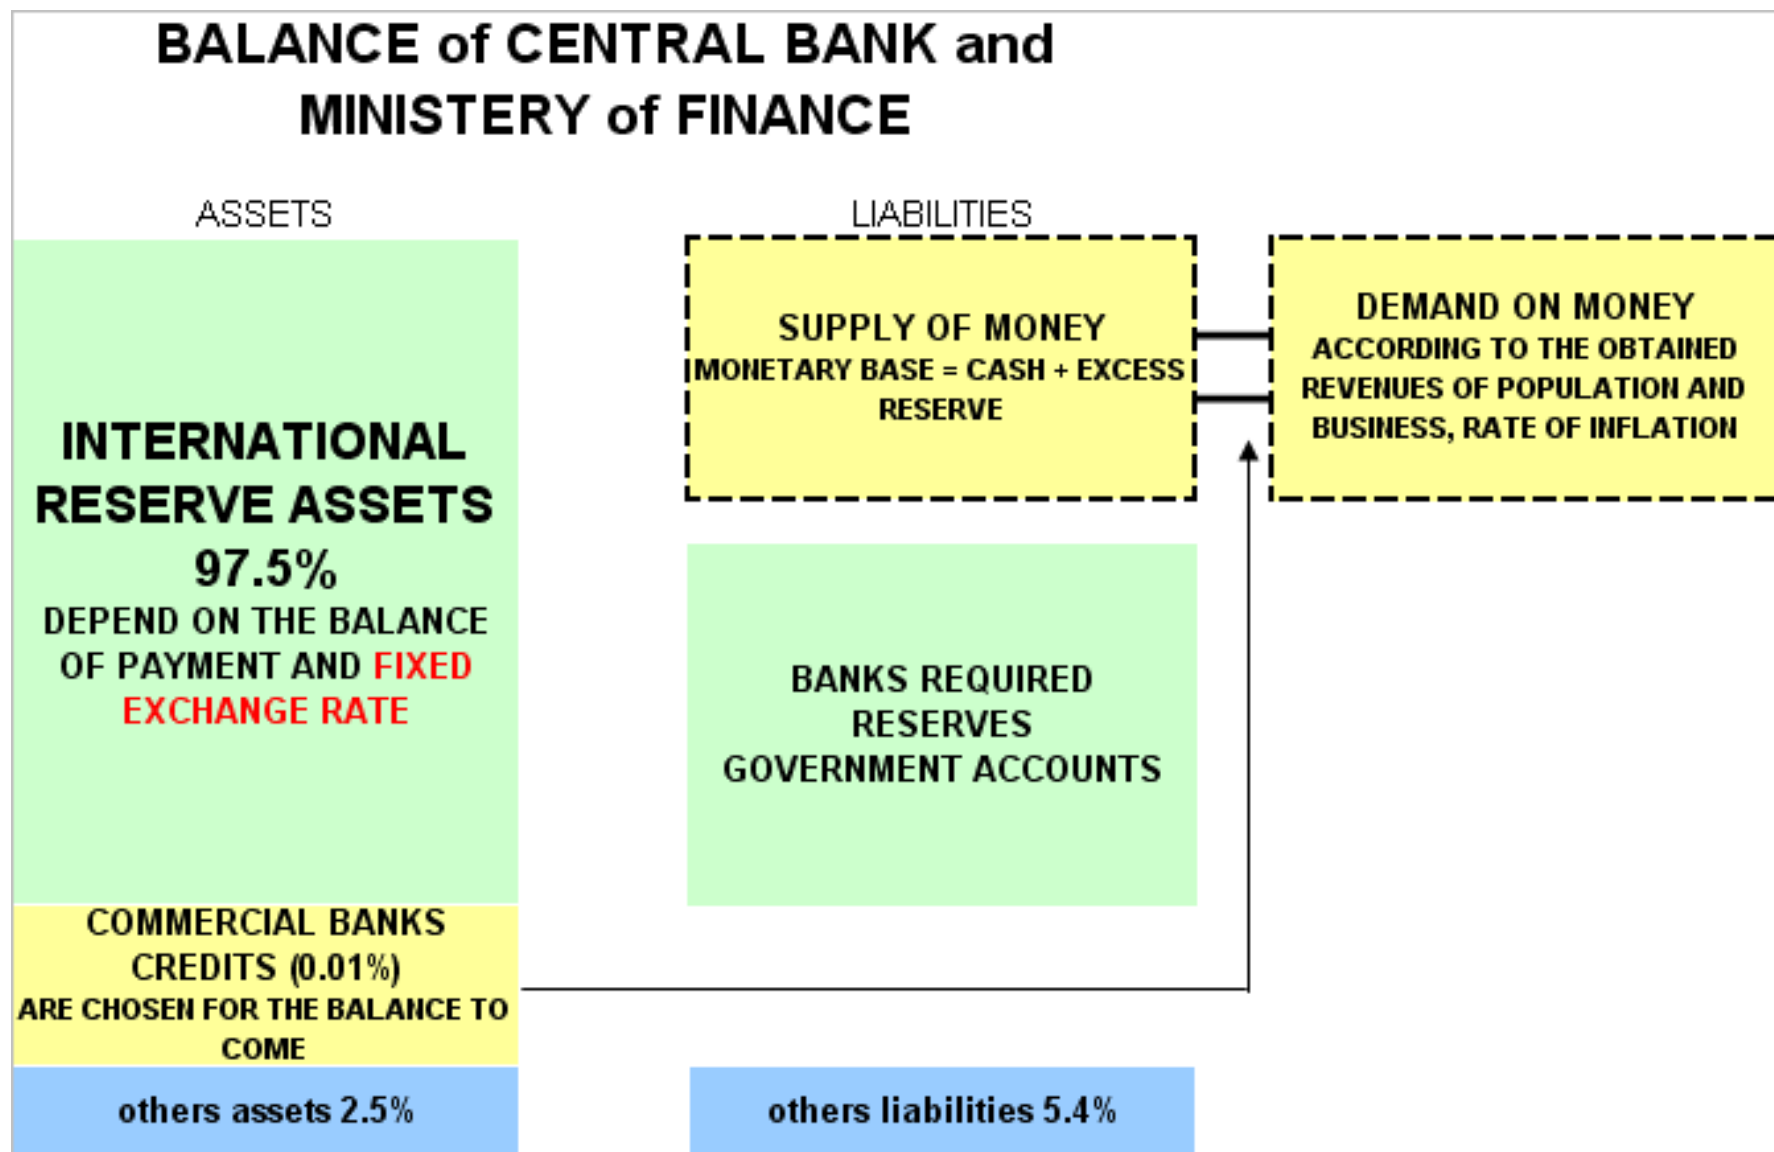 BALANCE of CENTRAL BANK and
MINISTERY of FINANCE
ASSETS
INTERNATIONAL
RESERVE ASSETS
97.5%
DEPEND ON THE BALANCE
OF PAYMENT AND FIXED
EXCHANGE RATE
COMMERCIAL BANKS
CREDITS (0.01%)
ARE CHOSEN FOR THE BALANCE TO
COME
others assets 2.5%
LIABILITIES
SUPPLY OF MONEY
MONETARY BASE = CASH + EXCESS
RESERVE
BANKS REQUIRED
RESERVES
GOVERNMENT ACCOUNTS
others liabilities 5.4%
DEMAND ON MONEY
ACCORDING TO THE OBTAINED
REVENUES OF POPULATION AND
BUSINESS, RATE OF INFLATION